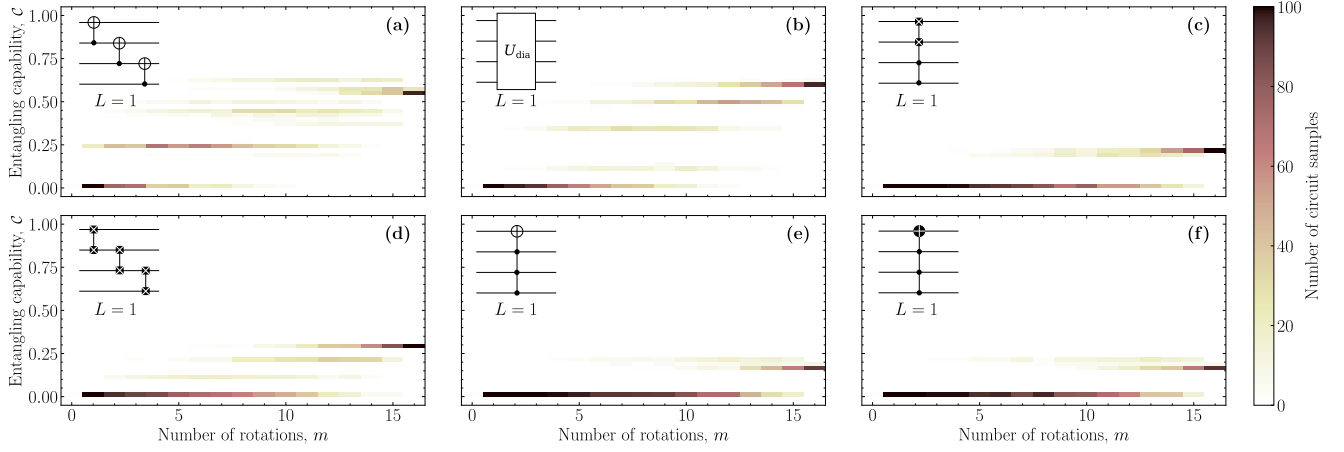 Entangling capability, 𝒞
1.00
0.75
0.50
0.25
0.00
(a)
L = 1
(b)
U_dia
L = 1
(c)
L = 1
Entangling capability, 𝒞
1.00
0.75
0.50
0.25
0.00
(d)
L = 1
(e)
L = 1
(f)
L = 1
0 5 10 15
Number of rotations, m
0 5 10 15
Number of rotations, m
0 5 10 15
Number of rotations, m
100
80
60
40
20
0
Number of circuit samples